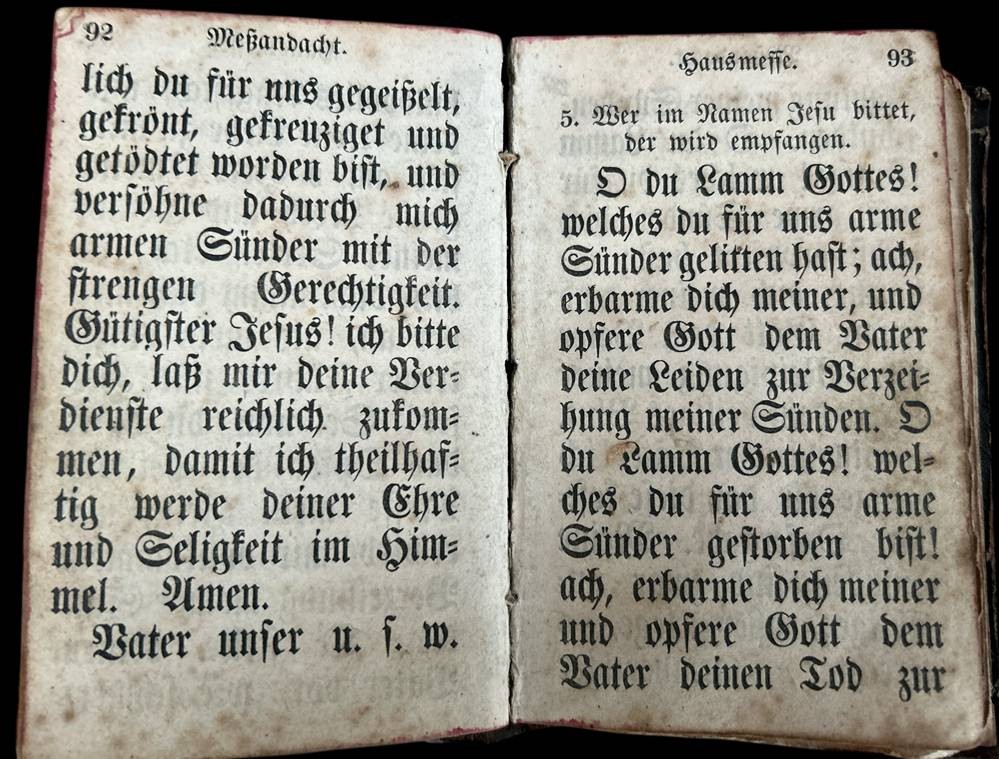 92
Meßandacht.
lich du für uns gegeißelt,
gekrönt, gekreuziget und
getödtet worden bist, und
versöhne dadurch mich
armen Sünder mit der
strengen Gerechtigkeit.
Gütigster Jesus! ich bitte
dich, laß mir deine Ver-
dienste reichlich zukom-
men, damit ich theilhaf-
tig werde deiner Ehre
und Seligkeit im Him-
mel. Amen.
Vater unser u. s. w.
Hausmesse.
93
5. Wer im Namen Jesu bittet,
der wird empfangen.
O du Lamm Gottes!
welches du für uns arme
Sünder gelitten hast; ach,
erbarme dich meiner, und
opfere Gott dem Vater
deine Leiden zur Verzei-
hung meiner Sünden. O
du Lamm Gottes! wel-
ches du für uns arme
Sünder gestorben bist!
ach, erbarme dich meiner
und opfere Gott dem
Vater deinen Tod zur